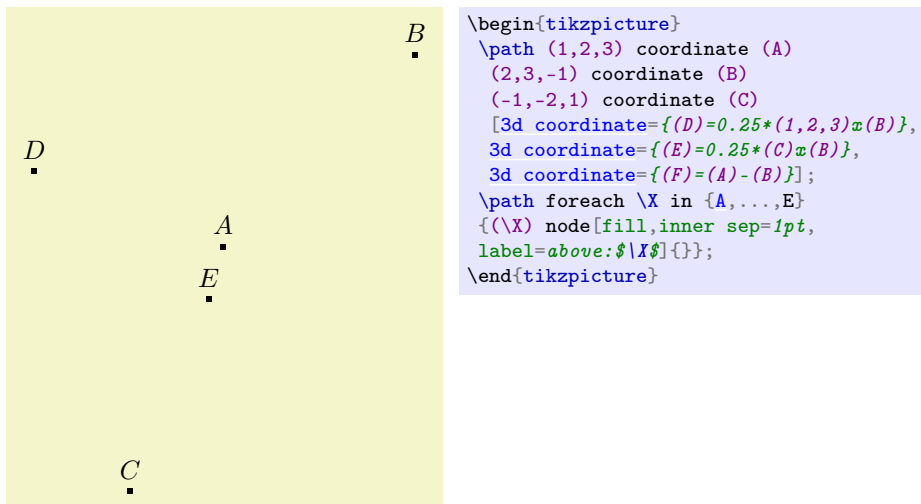 B
D
A
E
C
\begin{tikzpicture}
\path (1,2,3) coordinate (A)
(2,3,-1) coordinate (B)
(-1,-2,1) coordinate (C)
[3d coordinate={(D)=0.25*(1,2,3)x(B)},
3d coordinate={(E)=0.25*(C)x(B)},
3d coordinate={(F)=(A)-(B)}];
\path foreach \X in {A,...,E}
{(\X) node[fill,inner sep=1pt,
label=above:$\X$]{}};
\end{tikzpicture}